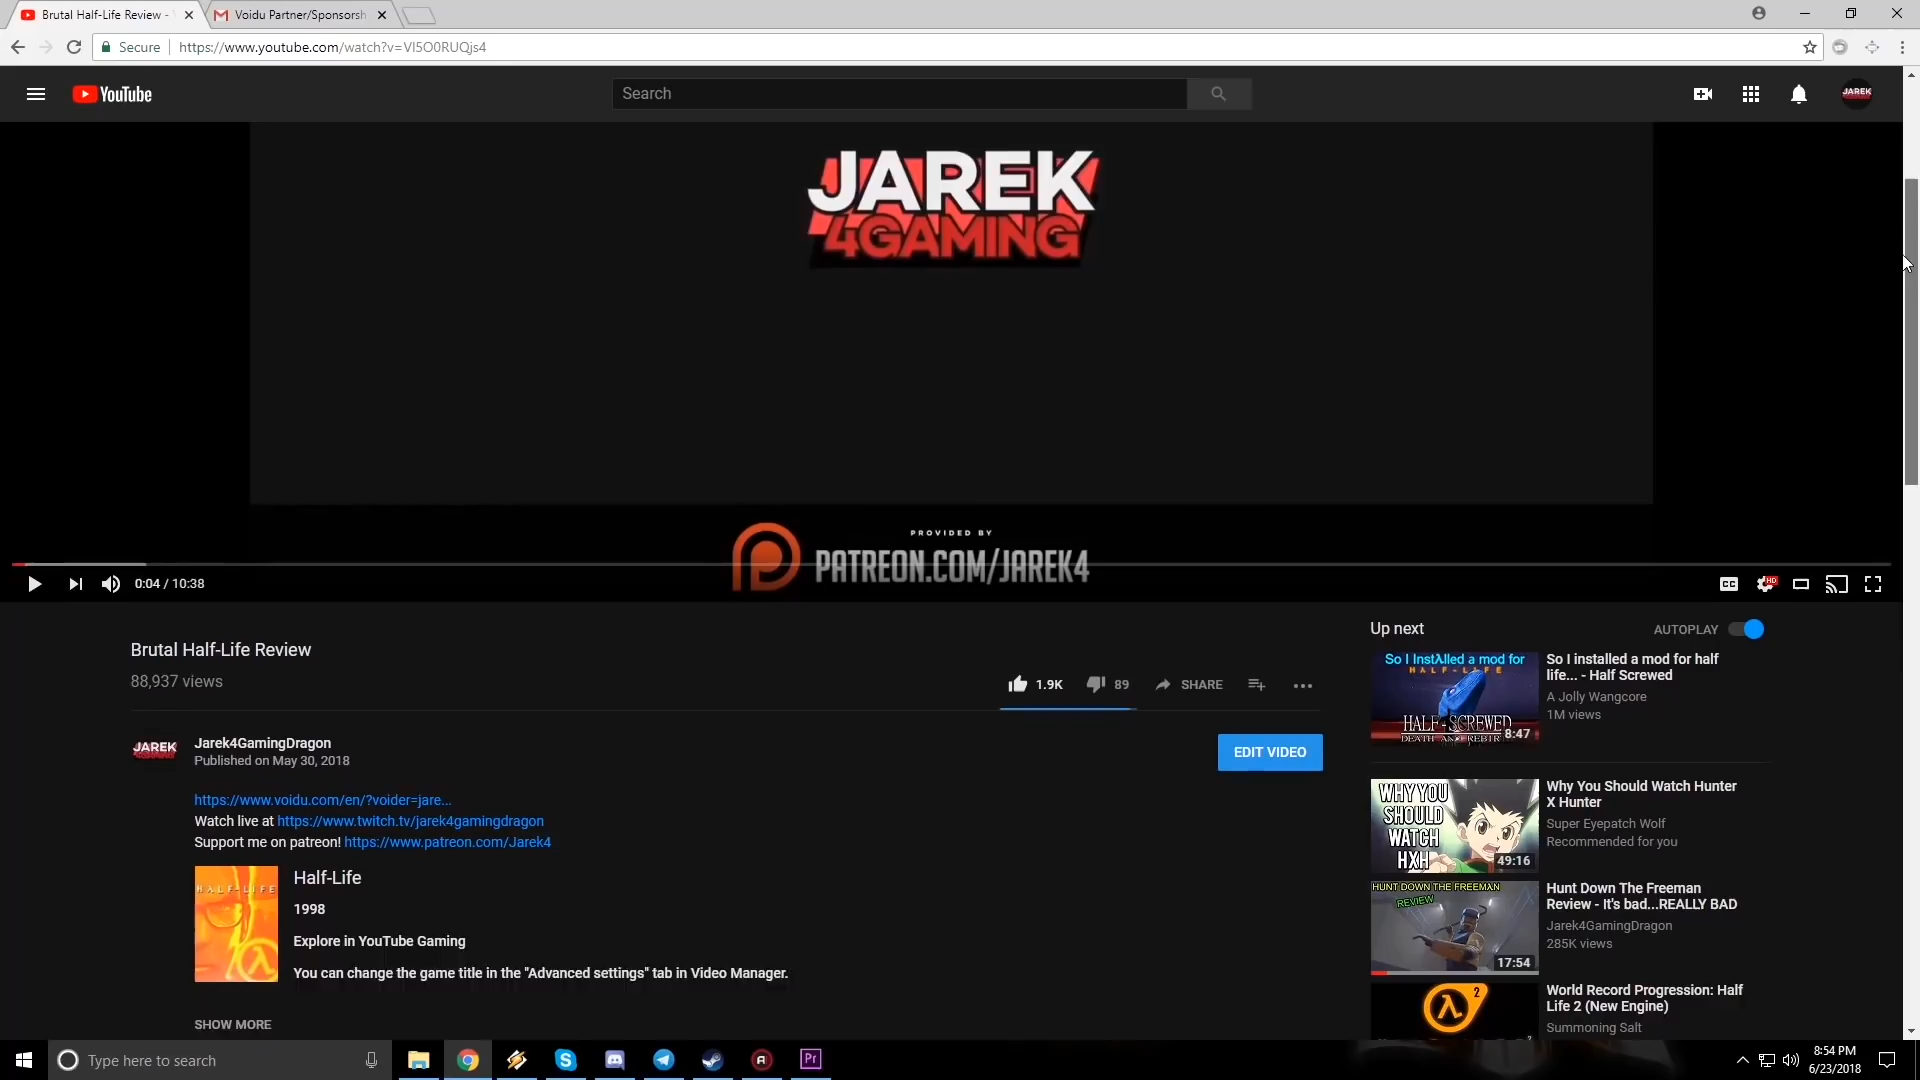 Brutal Half-Life Review -
Voidu Partner/Sponsorsh
Secure
https://www.youtube.com/watch?v=VI5O0RUQjs4
YouTube
Search
JAREK
JAREK
4GAMING
PROVIDED BY
PATREON.COM/JAREK4
0:04 / 10:38
CC
HD
Brutal Half-Life Review
88,937 views
1.9K
89
SHARE
Jarek4GamingDragon
Published on May 30, 2018
EDIT VIDEO
https://www.voidu.com/en/?voider=jare...
Watch live at https://www.twitch.tv/jarek4gamingdragon
Support me on patreon! https://www.patreon.com/Jarek4
HALF-LIFE
Half-Life
1998
Explore in YouTube Gaming
You can change the game title in the "Advanced settings" tab in Video Manager.
SHOW MORE
Up next
AUTOPLAY
So I Instλlled a mod for
HALF-LIFE
HALF-SCREWED
8:47
So I installed a mod for half
life... - Half Screwed
A Jolly Wangcore
1M views
WHY YOU
SHOULD
WATCH
HXH
49:16
Why You Should Watch Hunter
X Hunter
Super Eyepatch Wolf
Recommended for you
HUNT DOWN THE FREEMAN
REVIEW
17:54
Hunt Down The Freeman
Review - It's bad...REALLY BAD
Jarek4GamingDragon
285K views
2
World Record Progression: Half
Life 2 (New Engine)
Summoning Salt
Type here to search
Pr
8:54 PM
6/23/2018